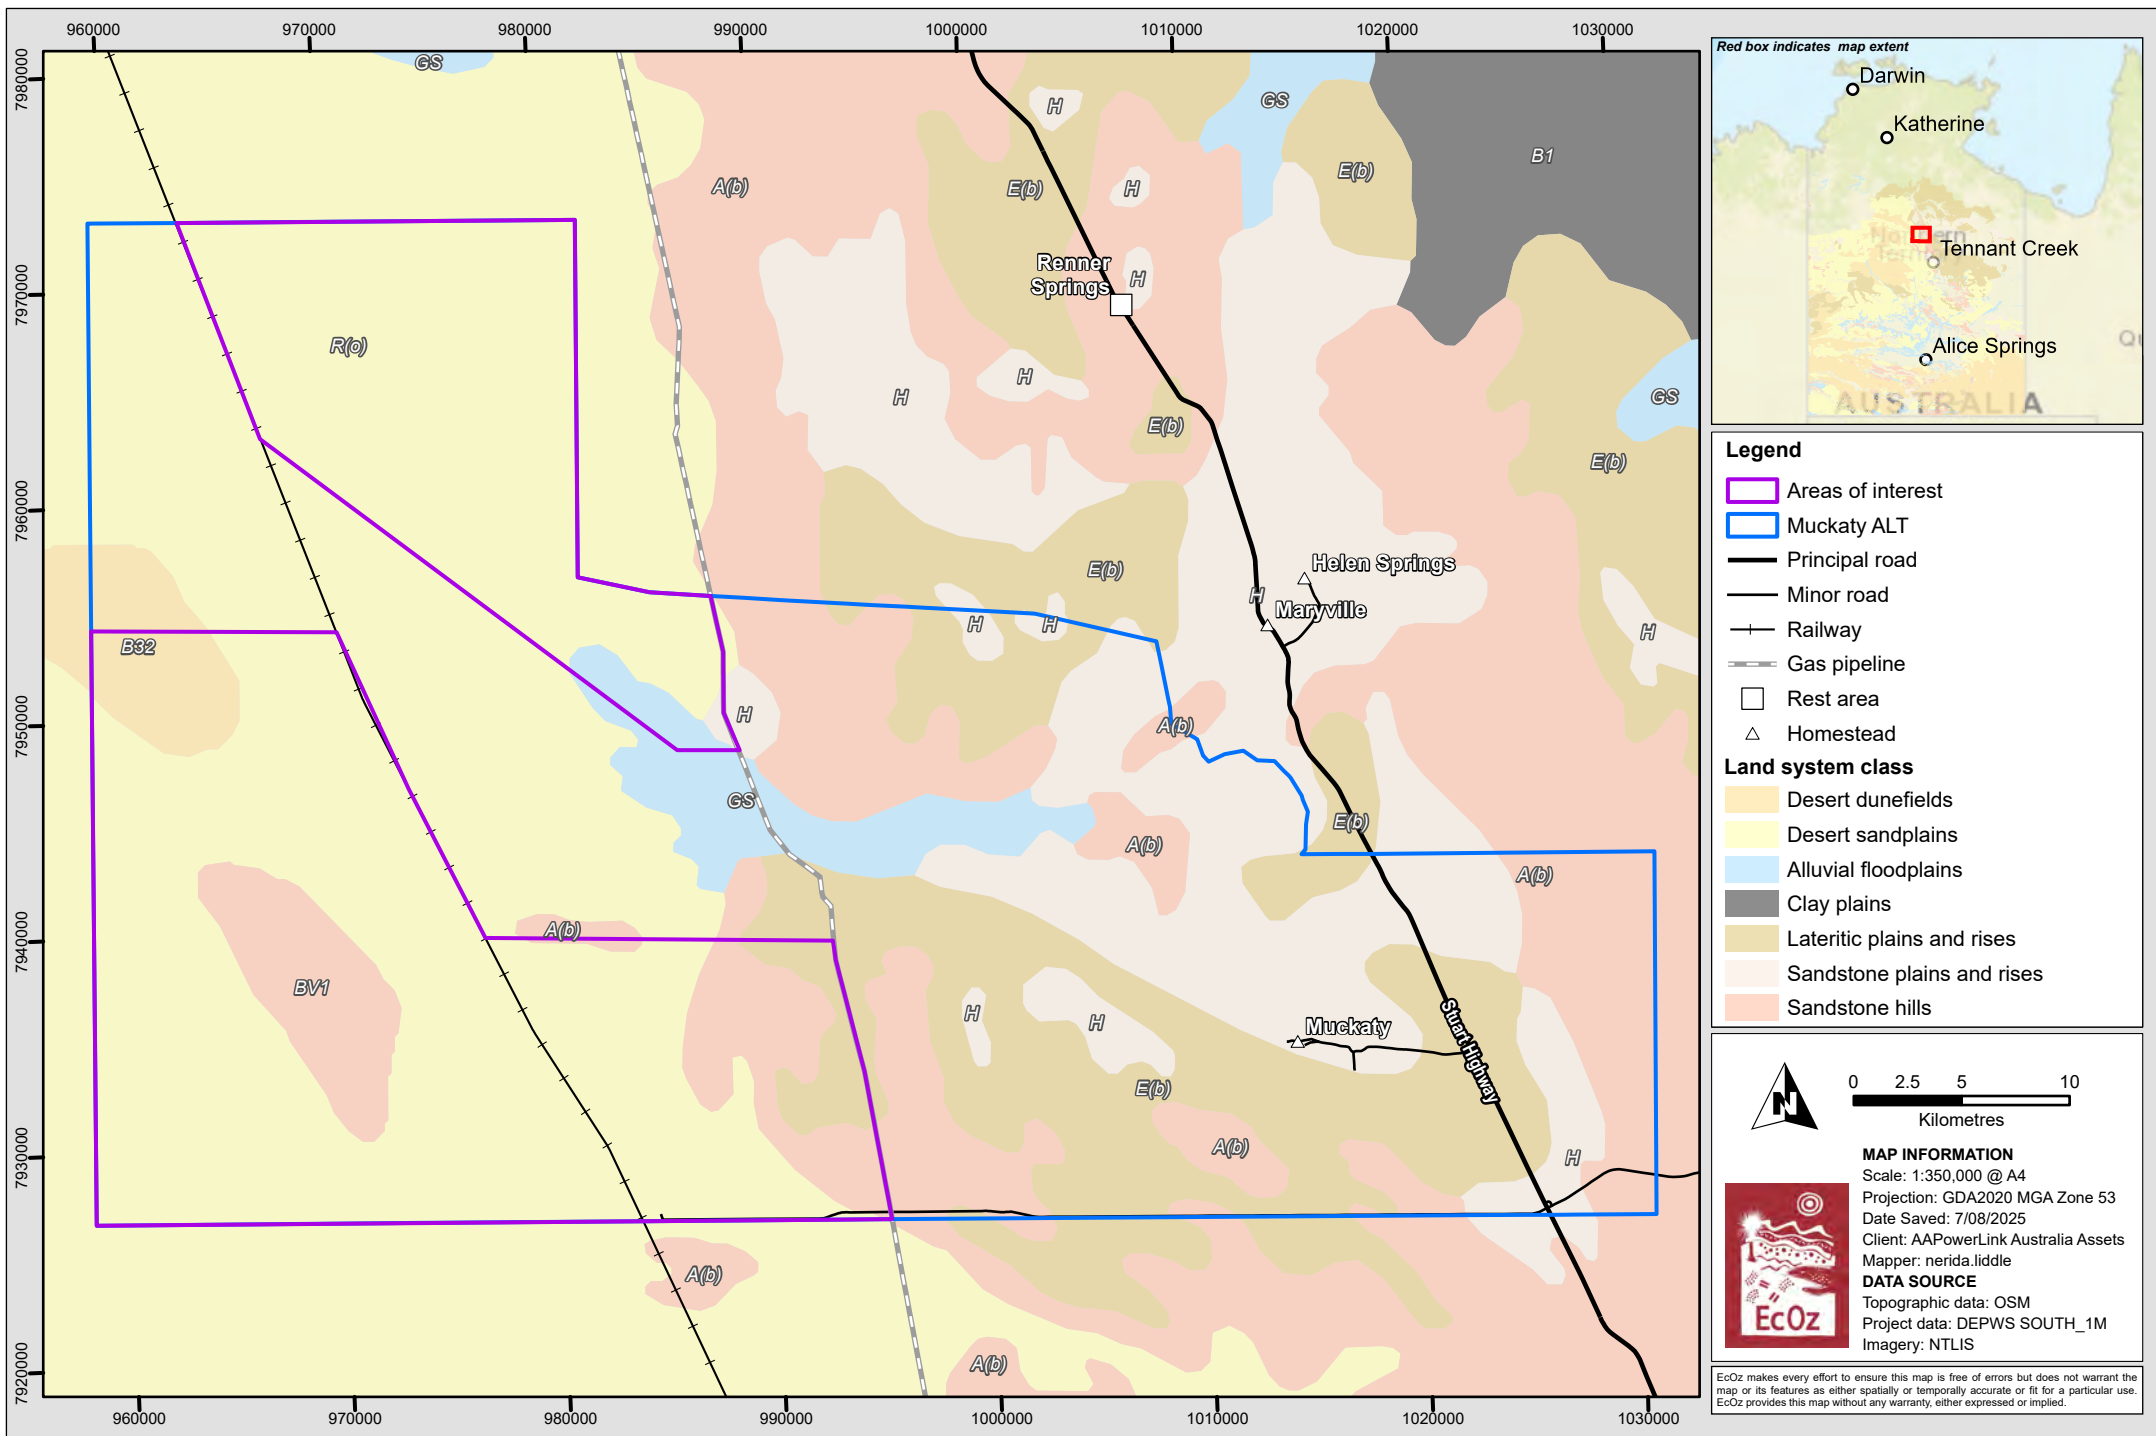 960000
970000
980000
990000
1000000
1010000
1020000
1030000
7980000
7970000
7960000
7950000
7940000
7930000
7920000
GS
H
GS
B1
A(b)
E(b)
H
E(b)
Renner
Springs
H
R(o)
H
H
GS
E(b)
E(b)
E(b)
Helen Springs
H
Maryville
H
H
H
B32
H
A(b)
GS
E(b)
A(b)
A(b)
A(b)
BV1
H
H
Muckaty
Stuart Highway
E(b)
A(b)
H
A(b)
A(b)
960000
970000
980000
990000
1000000
1010000
1020000
1030000
Red box indicates map extent
Darwin
Katherine
Northern
Territory
Tennant Creek
Qu
Alice Springs
AUSTRALIA
Legend
Areas of interest
Muckaty ALT
Principal road
Minor road
Railway
Gas pipeline
Rest area
Homestead
Land system class
Desert dunefields
Desert sandplains
Alluvial floodplains
Clay plains
Lateritic plains and rises
Sandstone plains and rises
Sandstone hills
N
0 2.5 5 10
Kilometres
MAP INFORMATION
Scale: 1:350,000 @ A4
Projection: GDA2020 MGA Zone 53
Date Saved: 7/08/2025
Client: AAPowerLink Australia Assets
Mapper: nerida.liddle
DATA SOURCE
Topographic data: OSM
Project data: DEPWS SOUTH_1M
Imagery: NTLIS
EcOz
EcOz makes every effort to ensure this map is free of errors but does not warrant the
map or its features as either spatially or temporally accurate or fit for a particular use.
EcOz provides this map without any warranty, either expressed or implied.